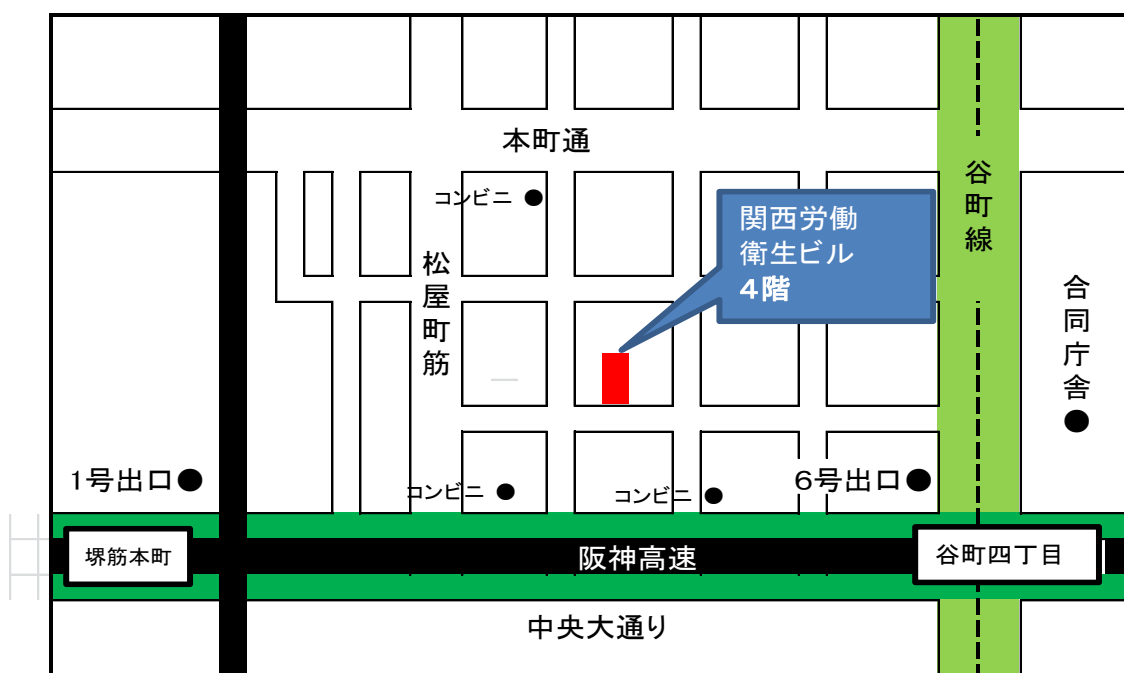 本町通
コンビニ
谷町線
関西労働
衛生ビル
4階
松屋町筋
合同庁舎
1号出口
コンビニ
コンビニ
6号出口
堺筋本町
阪神高速
谷町四丁目
中央大通り